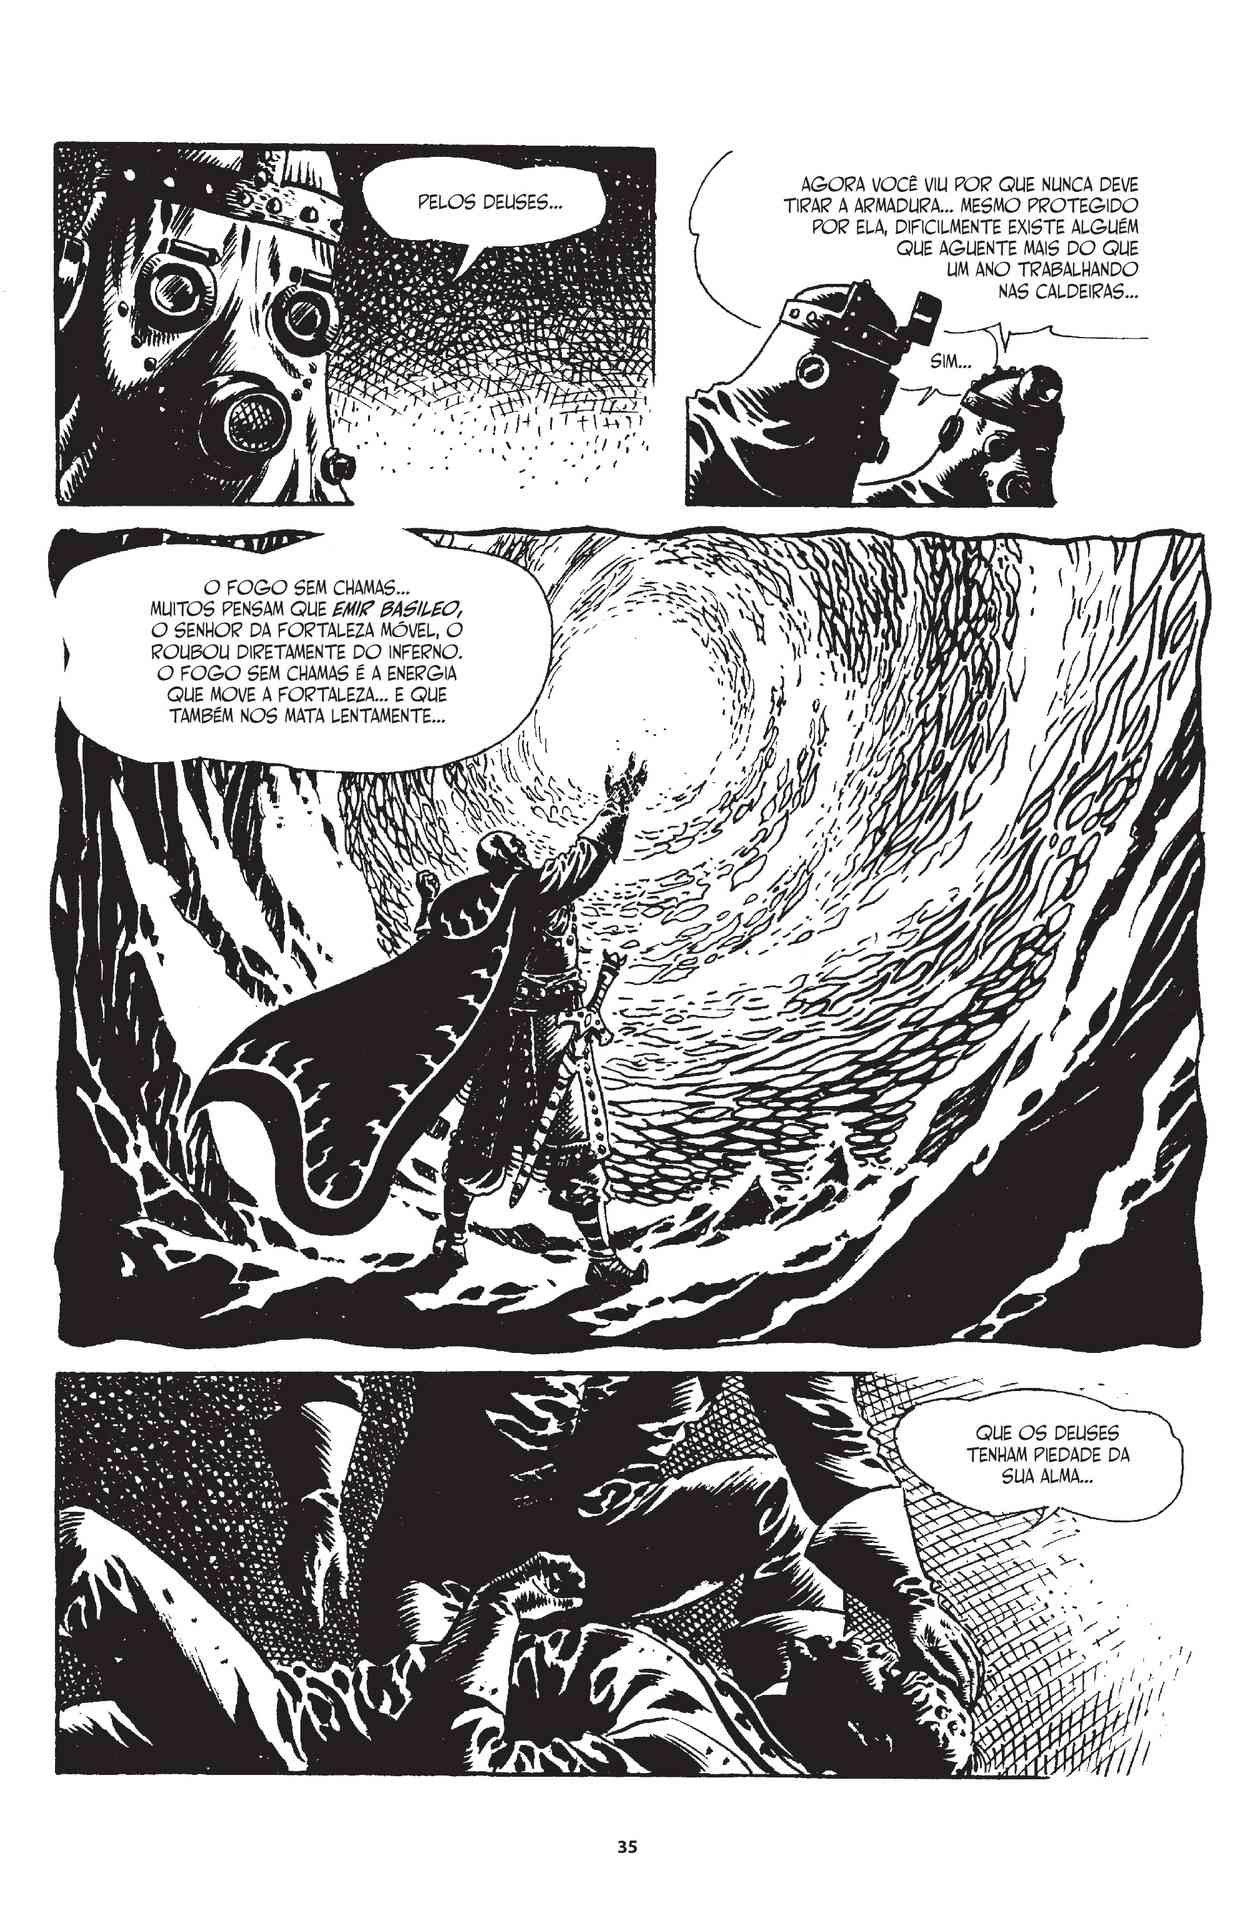 PELOS DEUSES...
AGORA VOCÊ VIU POR QUE NUNCA DEVE
TIRAR A ARMADURA... MESMO PROTEGIDO
POR ELA, DIFICILMENTE EXISTE ALGUÉM
QUE AGUENTE MAIS DO QUE
UM ANO TRABALHANDO
NAS CALDEIRAS...
SIM...
O FOGO SEM CHAMAS...
MUITOS PENSAM QUE EMIR BASILEO,
O SENHOR DA FORTALEZA MÓVEL, O
ROUBOU DIRETAMENTE DO INFERNO.
O FOGO SEM CHAMAS É A ENERGIA
QUE MOVE A FORTALEZA... E QUE
TAMBÉM NOS MATA LENTAMENTE...
QUE OS DEUSES
TENHAM PIEDADE DA
SUA ALMA...
35